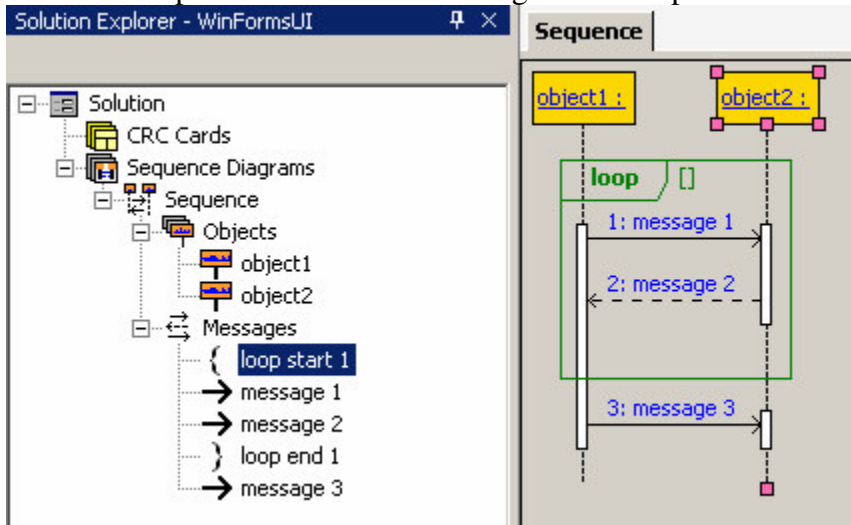 Solution Explorer - WinFormsUI
Solution
CRC Cards
Sequence Diagrams
Sequence
Objects
object1
object2
Messages
{ loop start 1
message 1
message 2
} loop end 1
message 3
Sequence
object1 :
object2 :
loop []
1: message 1
2: message 2
3: message 3